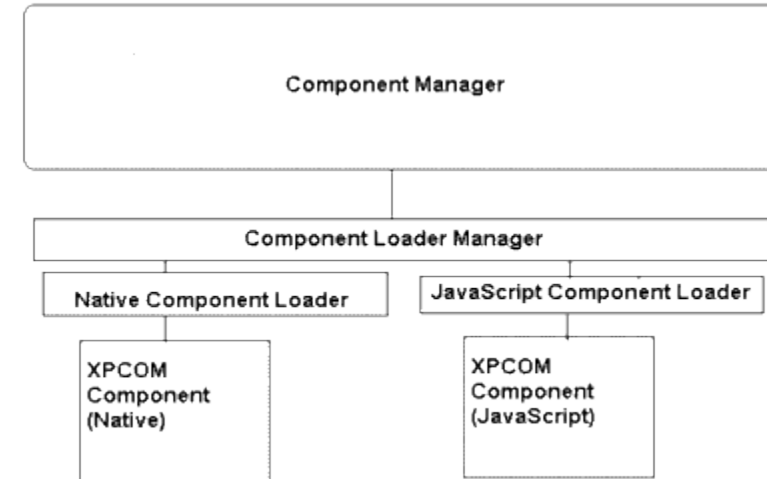 Component Manager
Component Loader Manager
Native Component Loader
JavaScript Component Loader
XPCOM
Component
(Native)
XPCOM
Component
(JavaScript)